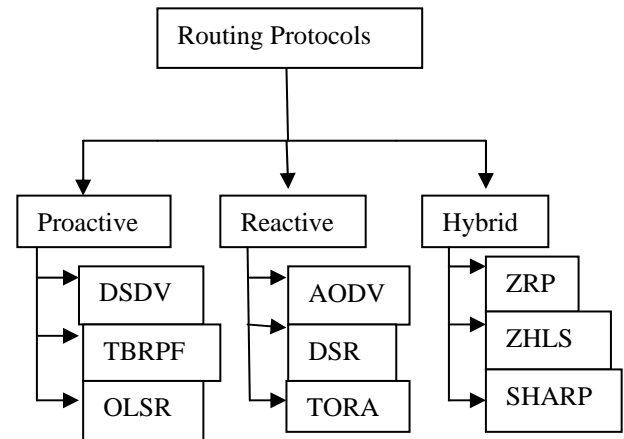 Routing Protocols
Proactive
Reactive
Hybrid
DSDV
TBRPF
OLSR
AODV
DSR
TORA
ZRP
ZHLS
SHARP